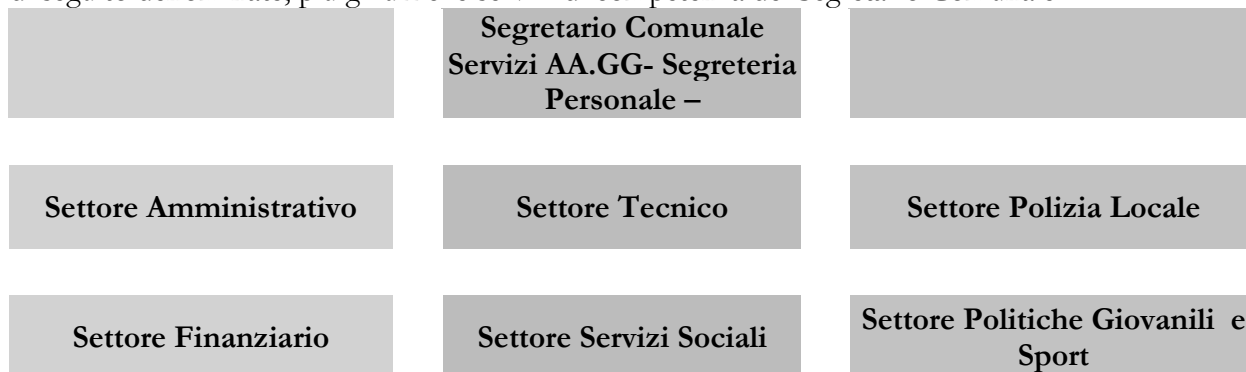 Segretario Comunale
Servizi AA.GG- Segreteria
Personale –
Settore Amministrativo
Settore Tecnico
Settore Polizia Locale
Settore Finanziario
Settore Servizi Sociali
Settore Politiche Giovanili e
Sport